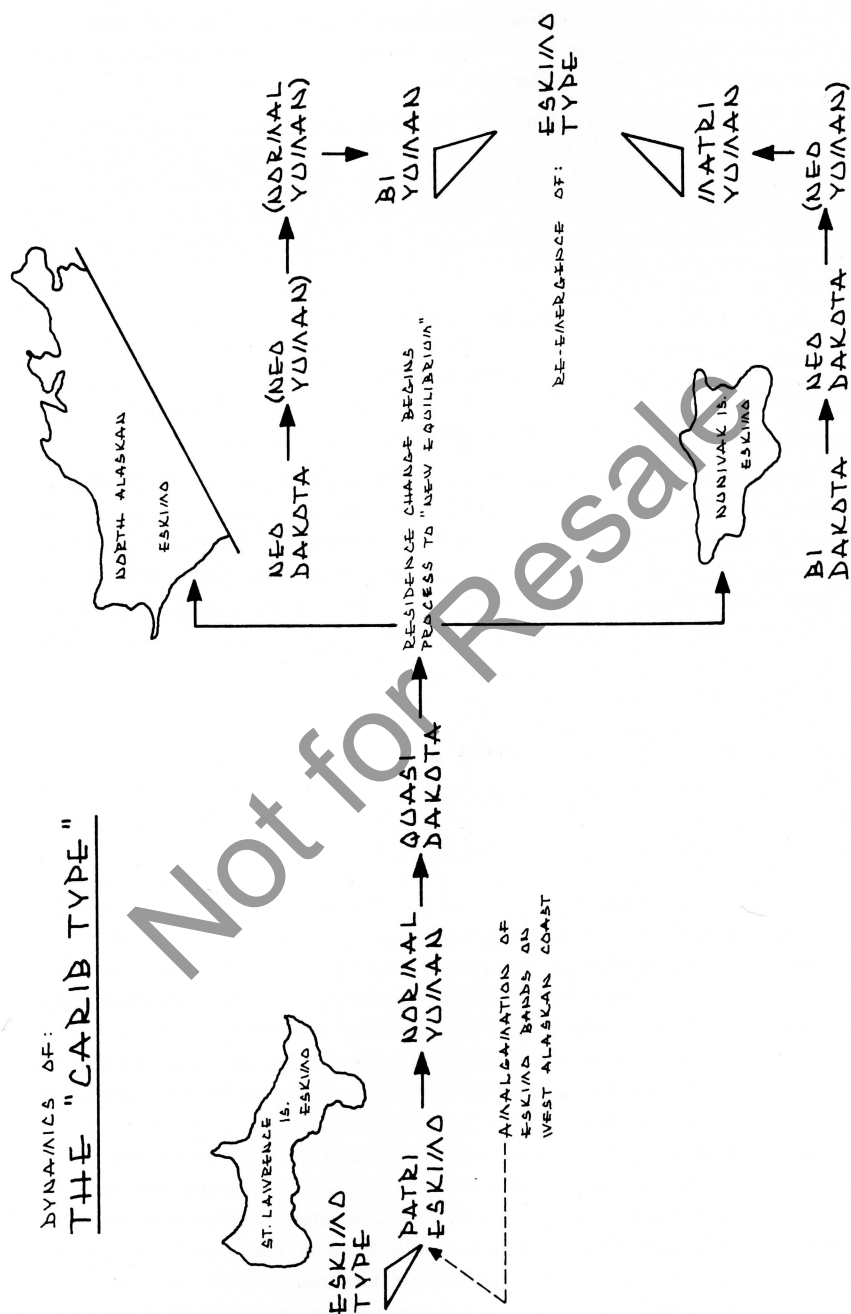 DYNAMICS OF:
THE "CARIB TYPE"
ST. LAWRENCE
IS.
ESKIMO
ESKIMO
TYPE
PATRI
ESKIMO
NORMAL
YUMAN
QUASI
DAKOTA
AMALGAMATION OF
ESKIMO BANDS ON
WEST ALASKAN COAST
RESIDENCE CHANGE BEGINS
PROCESS TO "NEW EQUILIBRIUM"
NORTH ALASKAN
ESKIMO
NEO
DAKOTA
(NEO
YUMAN)
(NORMAL
YUMAN)
BI
YUMAN
RE-EMERGENCE OF:
ESKIMO
TYPE
NUNIVAK IS.
ESKIMO
BI
DAKOTA
NEO
DAKOTA
(NEO
YUMAN)
MATRI
YUMAN
Not for Resale